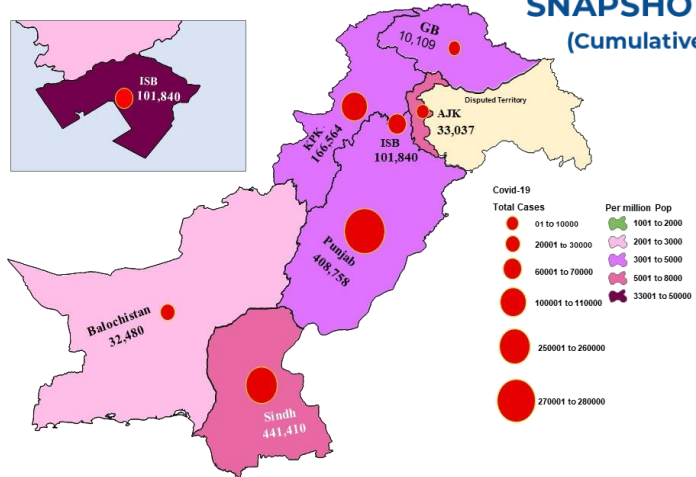 SNAPSHO
(Cumulative
ISB
101,840
GB
10,109
Disputed Territory
AJK
33,037
KPK
166,564
ISB
101,840
Punjab
408,758
Balochistan
32,480
Sindh
441,410
Covid-19
Total Cases
01 to 10000
20001 to 30000
60001 to 70000
100001 to 110000
250001 to 260000
270001 to 280000
Per million Pop
1001 to 2000
2001 to 3000
3001 to 5000
5001 to 8000
33001 to 50000